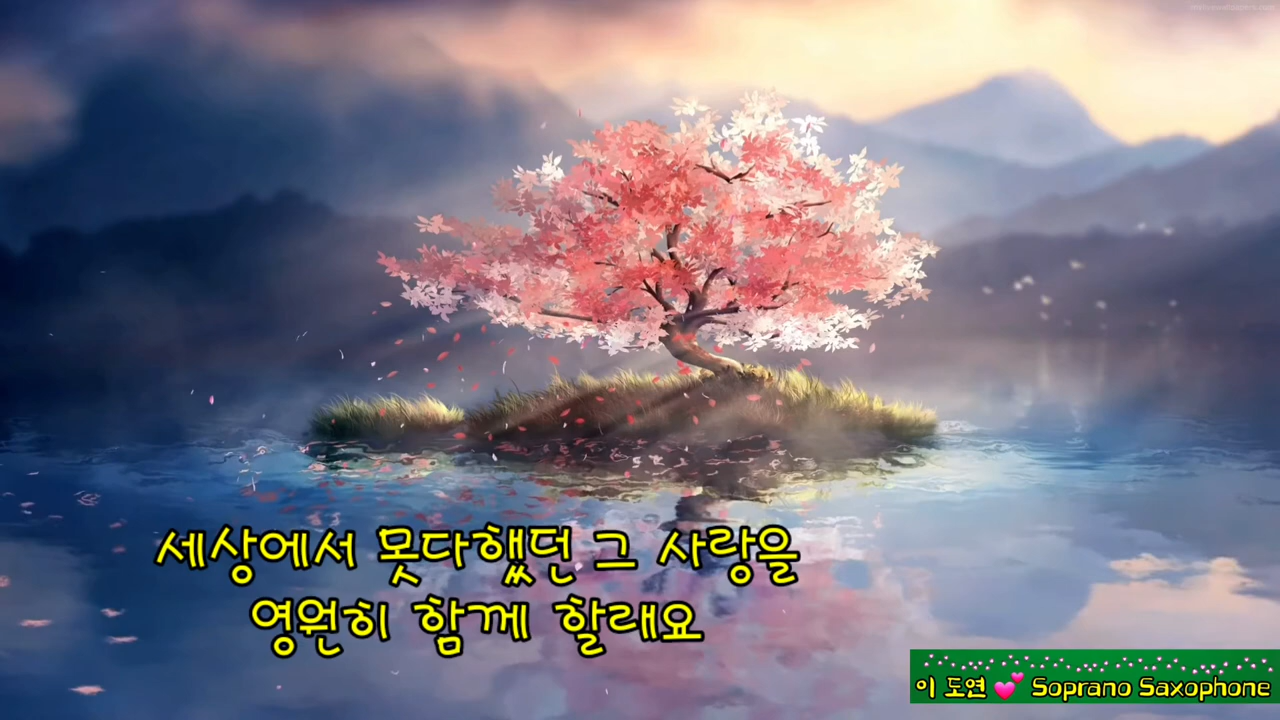 세상에서 못다했던 그 사랑을
영원히 함께 할래요
이 도연 💕 Soprano Saxophone